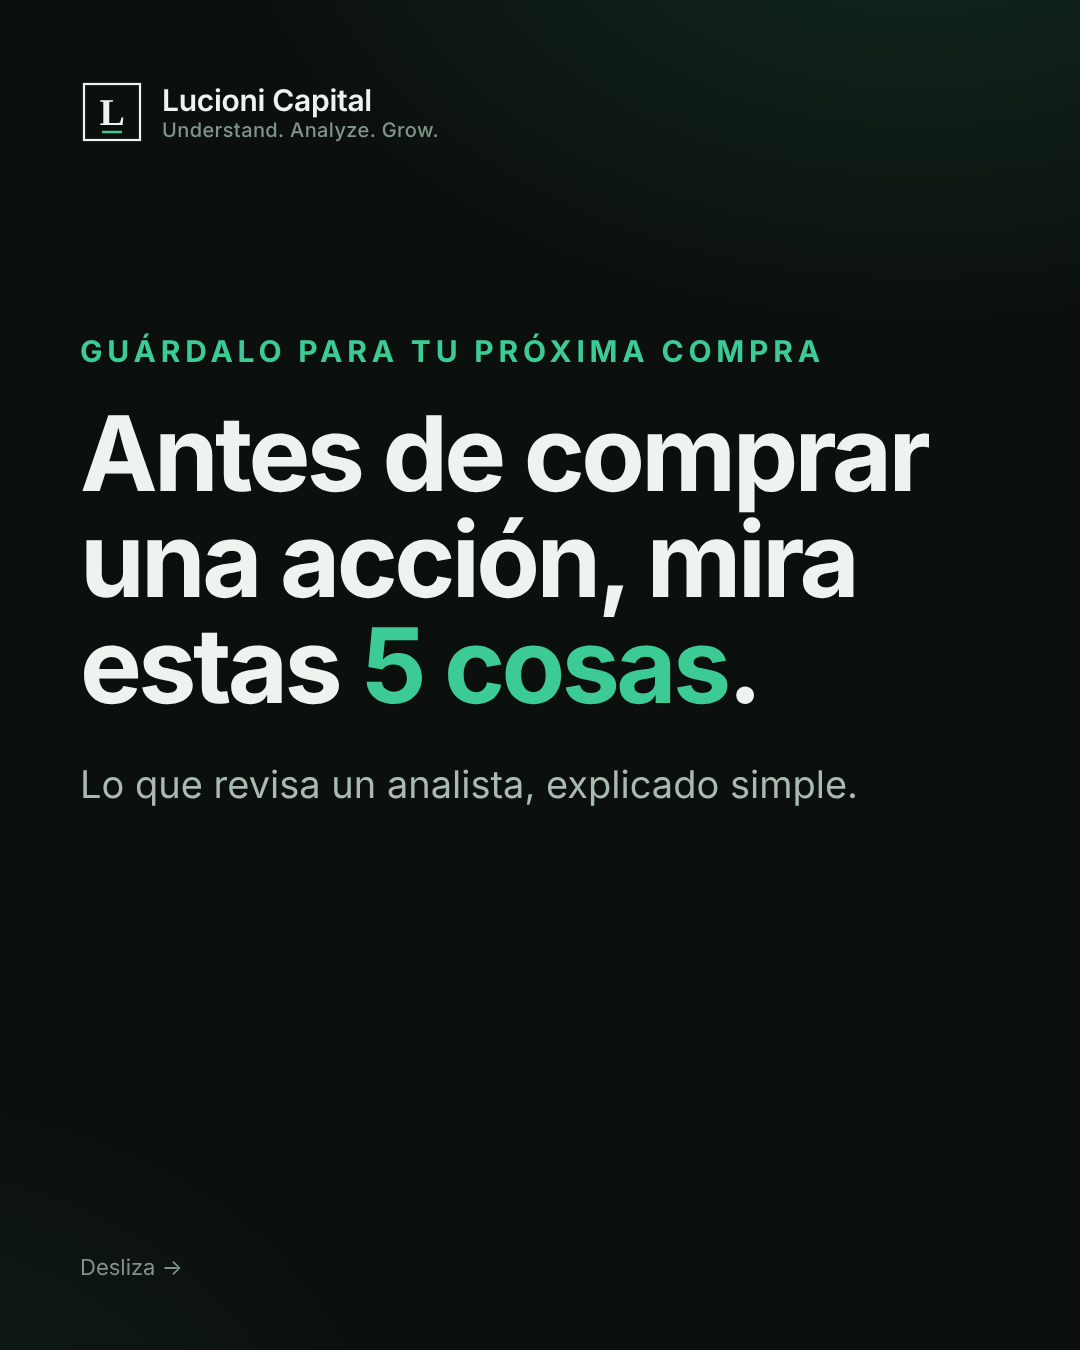 L
Lucioni Capital
Understand. Analyze. Grow.
GUÁRDALO PARA TU PRÓXIMA COMPRA
Antes de comprar
una acción, mira
estas 5 cosas.
Lo que revisa un analista, explicado simple.
Desliza →